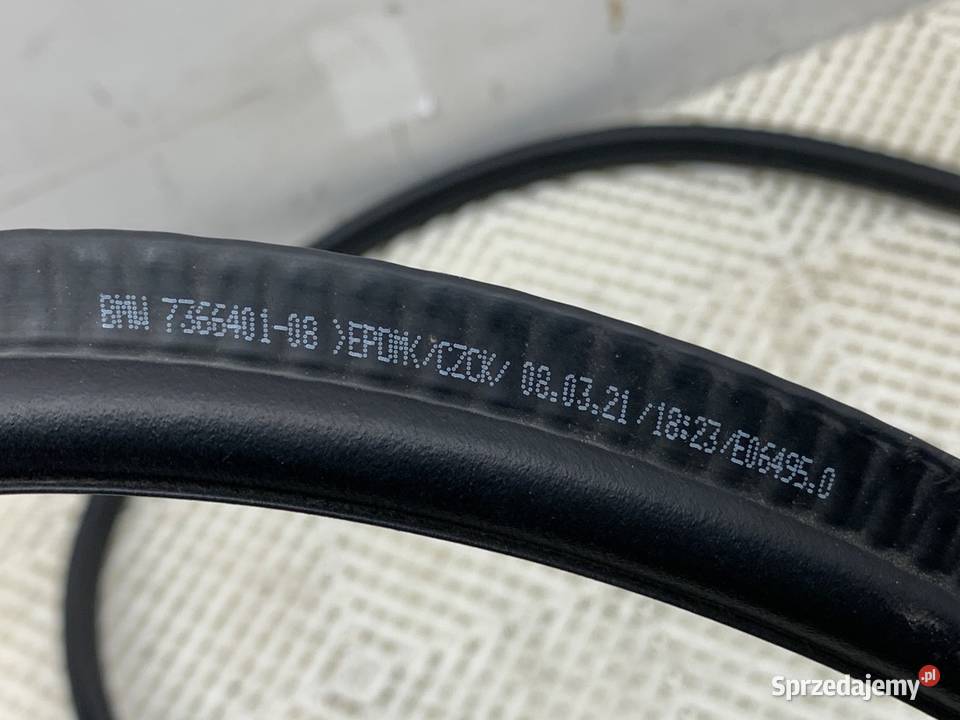 BMW 7366401-08 >EPDM</CZCK/ 08.03.21/18:23/E06495.0
Sprzedajemy.pl